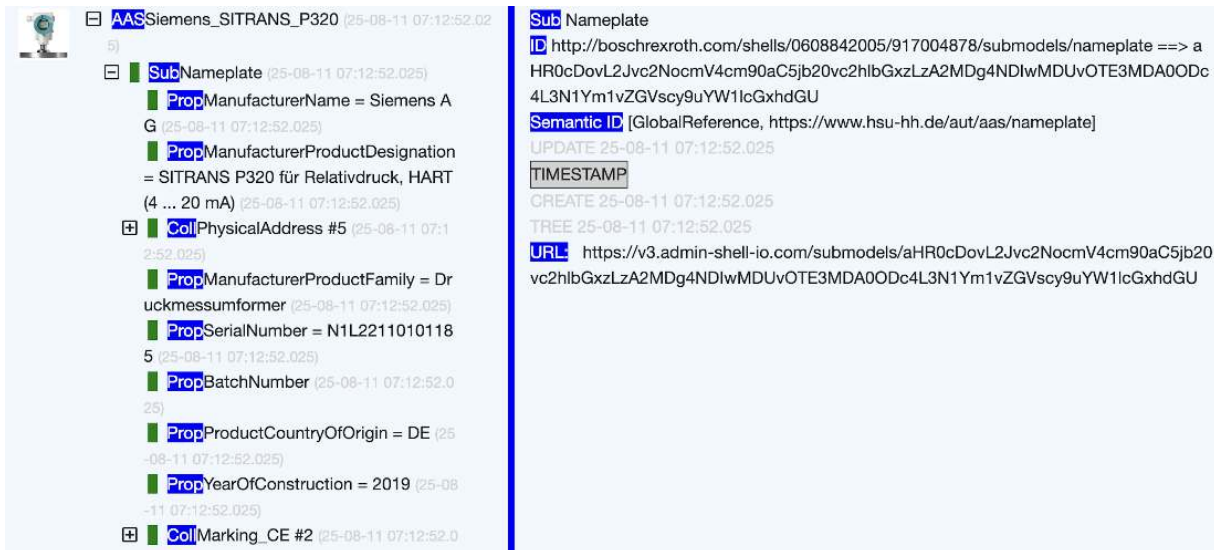 AASSiemens_SITRANS_P320 (25-08-11 07:12:52.02
5)
SubNameplate (25-08-11 07:12:52.025)
PropManufacturerName = Siemens A
G (25-08-11 07:12:52.025)
PropManufacturerProductDesignation
= SITRANS P320 für Relativdruck, HART
(4 ... 20 mA) (25-08-11 07:12:52.025)
CollPhysicalAddress #5 (25-08-11 07:1
2:52.025)
PropManufacturerProductFamily = Dr
uckmessumformer (25-08-11 07:12:52.025)
PropSerialNumber = N1L2211010118
5 (25-08-11 07:12:52.025)
PropBatchNumber (25-08-11 07:12:52.0
25)
PropProductCountryOfOrigin = DE (25
-08-11 07:12:52.025)
PropYearOfConstruction = 2019 (25-08
-11 07:12:52.025)
CollMarking_CE #2 (25-08-11 07:12:52.0
Sub Nameplate
ID http://boschrexroth.com/shells/0608842005/917004878/submodels/nameplate ==> a
HR0cDovL2Jvc2NocmV4cm90aC5jb20vc2hlbGxzLzA2MDg4NDIwMDUvOTE3MDA0ODc
4L3N1Ym1vZGVscy9uYW1lcGxhdGU
Semantic ID [GlobalReference, https://www.hsu-hh.de/aut/aas/nameplate]
UPDATE 25-08-11 07:12:52.025
TIMESTAMP
CREATE 25-08-11 07:12:52.025
TREE 25-08-11 07:12:52.025
URL: https://v3.admin-shell-io.com/submodels/aHR0cDovL2Jvc2NocmV4cm90aC5jb20
vc2hlbGxzLzA2MDg4NDIwMDUvOTE3MDA0ODc4L3N1Ym1vZGVscy9uYW1lcGxhdGU